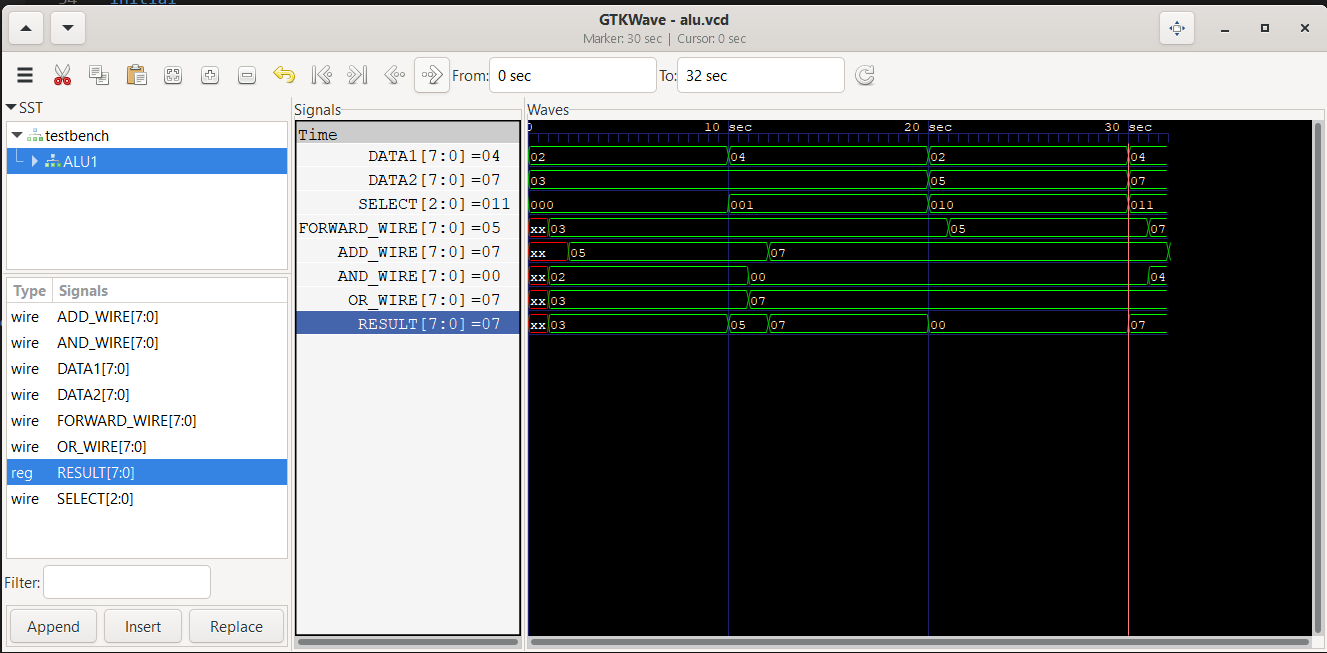 34 initial
GTKWave - alu.vcd
Marker: 30 sec | Cursor: 0 sec
From: 0 sec To: 32 sec
SST
testbench
ALU1
Type Signals
wire ADD_WIRE[7:0]
wire AND_WIRE[7:0]
wire DATA1[7:0]
wire DATA2[7:0]
wire FORWARD_WIRE[7:0]
wire OR_WIRE[7:0]
reg RESULT[7:0]
wire SELECT[2:0]
Filter:
Append Insert Replace
Signals
Time
DATA1[7:0]=04
DATA2[7:0]=07
SELECT[2:0]=011
FORWARD_WIRE[7:0]=05
ADD_WIRE[7:0]=07
AND_WIRE[7:0]=00
OR_WIRE[7:0]=07
RESULT[7:0]=07
Waves
0 10 sec 20 sec 30 sec
02 04 02 04
03 05 07
000 001 010 011
xx 03 05 07
xx 05 07
xx 02 00 04
xx 03 07
xx 03 05 07 00 07